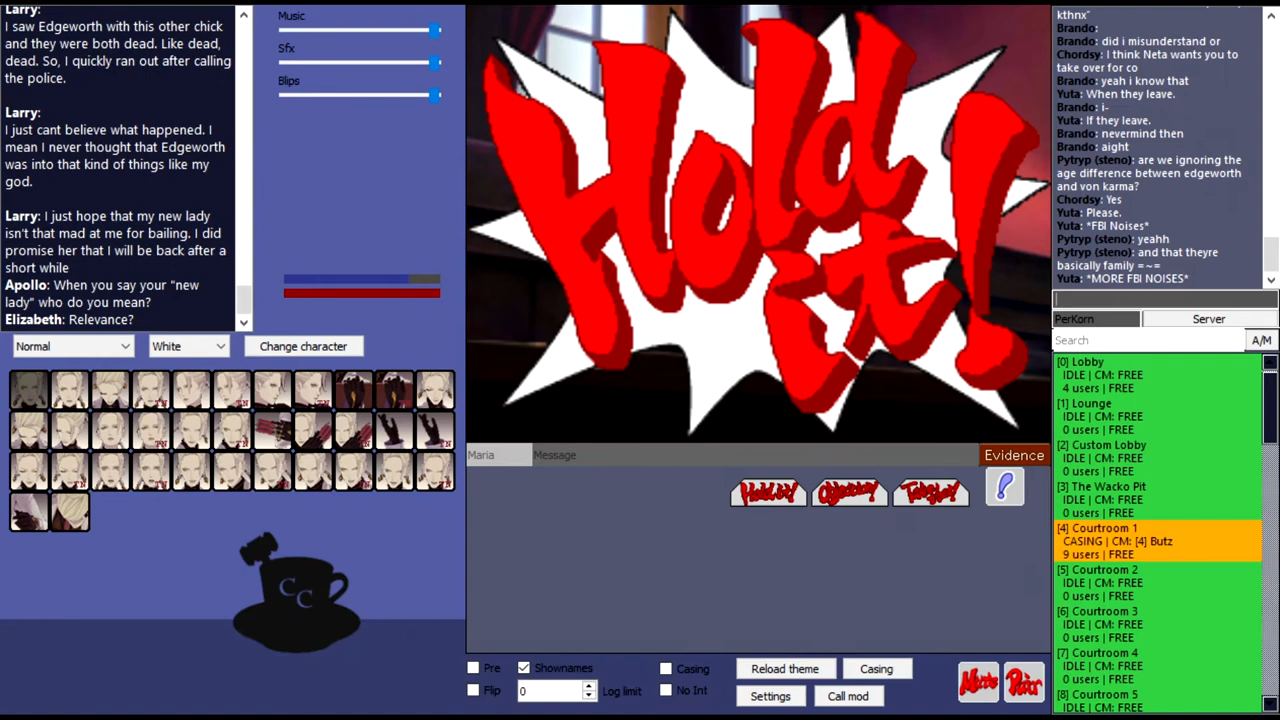 Larry:
I saw Edgeworth with this other chick
and they were both dead. Like dead,
dead. So, I quickly ran out after calling
the police.
Larry:
I just cant believe what happened. I
mean I never thought that Edgeworth
was into that kind of things like my
god.
Larry: I just hope that my new lady
isn't that mad at me for bailing. I did
promise her that I will be back after a
short while
Apollo: When you say your "new
lady" who do you mean?
Elizabeth: Relevance?
Normal
White
Change character
TN
TN
TN
TN
TN
TN
C C
Music
Sfx
Blips
Hold
it!
Maria
Message
Evidence
Hold it!
Objection!
Take that!
!
Pre
Shownames
Casing
Reload theme
Casing
Flip
0
Log limit
No Int
Settings
Call mod
Mute
Pair
kthnx"
Brando:
Brando: did i misunderstand or
Chordsy: I think Neta wants you to
take over for co
Brando: yeah i know that
Yuta: When they leave.
Brando: i-
Yuta: If they leave.
Brando: nevermind then
Brando: aight
Pytryp (steno): are we ignoring the
age difference between edgeworth
and von karma?
Chordsy: Yes
Yuta: Please.
Yuta: *FBI Noises*
Pytryp (steno): yeahh
Pytryp (steno): and that theyre
basically family =~=
Yuta: *MORE FBI NOISES*
PerKorn
Server
Search
A/M
[0] Lobby
IDLE | CM: FREE
4 users | FREE
[1] Lounge
IDLE | CM: FREE
0 users | FREE
[2] Custom Lobby
IDLE | CM: FREE
0 users | FREE
[3] The Wacko Pit
IDLE | CM: FREE
0 users | FREE
[4] Courtroom 1
CASING | CM: [4] Butz
9 users | FREE
[5] Courtroom 2
IDLE | CM: FREE
0 users | FREE
[6] Courtroom 3
IDLE | CM: FREE
0 users | FREE
[7] Courtroom 4
IDLE | CM: FREE
0 users | FREE
[8] Courtroom 5
IDLE | CM: FREE